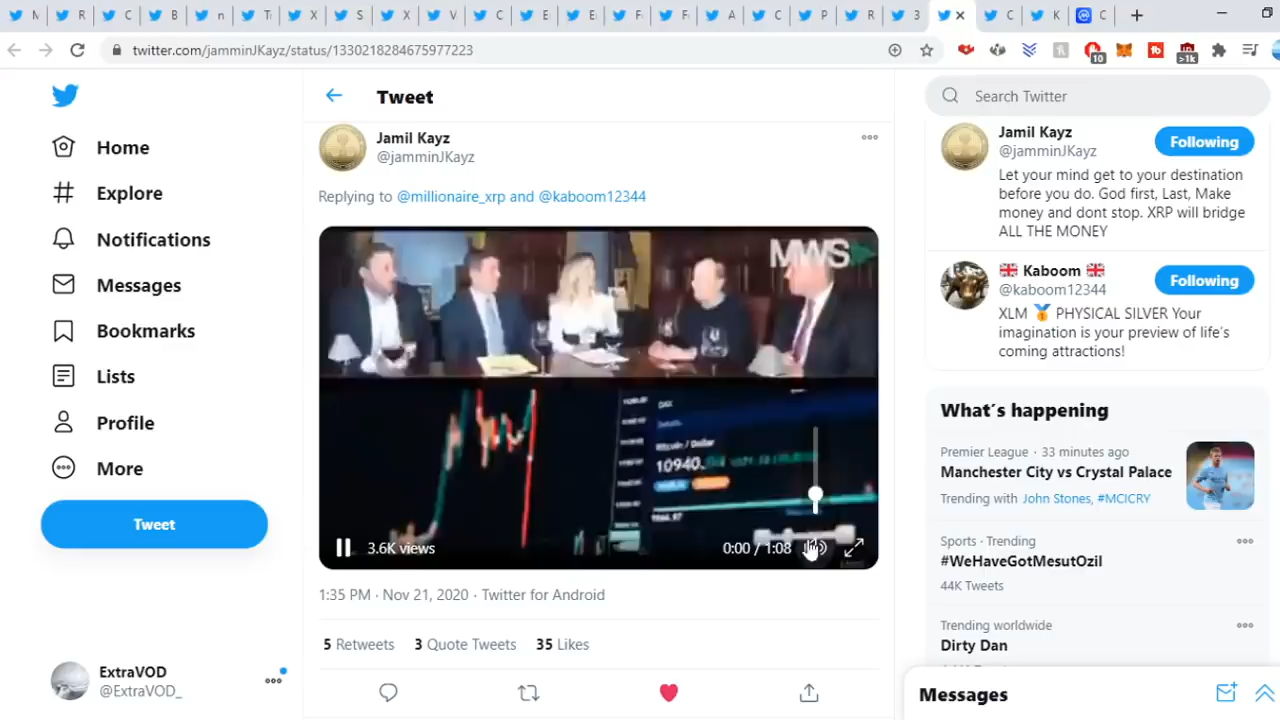 twitter.com/jamminJKayz/status/1330218284675977223
10
>1k
Home
Explore
Notifications
Messages
Bookmarks
Lists
Profile
More
Tweet
ExtraVOD
@ExtraVOD_
Tweet
Jamil Kayz
@jamminJKayz
Replying to @millionaire_xrp and @kaboom12344
MWS
DAX
Bitcoin / Dollar
10940.
3.6K views
0:00 / 1:08
1:35 PM · Nov 21, 2020 · Twitter for Android
5 Retweets 3 Quote Tweets 35 Likes
Search Twitter
Jamil Kayz
@jamminJKayz
Following
Let your mind get to your destination
before you do. God first, Last, Make
money and dont stop. XRP will bridge
ALL THE MONEY
🇬🇧 Kaboom 🇬🇧
@kaboom12344
Following
XLM 🥇 PHYSICAL SILVER Your
imagination is your preview of life's
coming attractions!
What's happening
Premier League · 33 minutes ago
Manchester City vs Crystal Palace
Trending with John Stones, #MCICRY
Sports · Trending
#WeHaveGotMesutOzil
44K Tweets
Trending worldwide
Dirty Dan
Messages